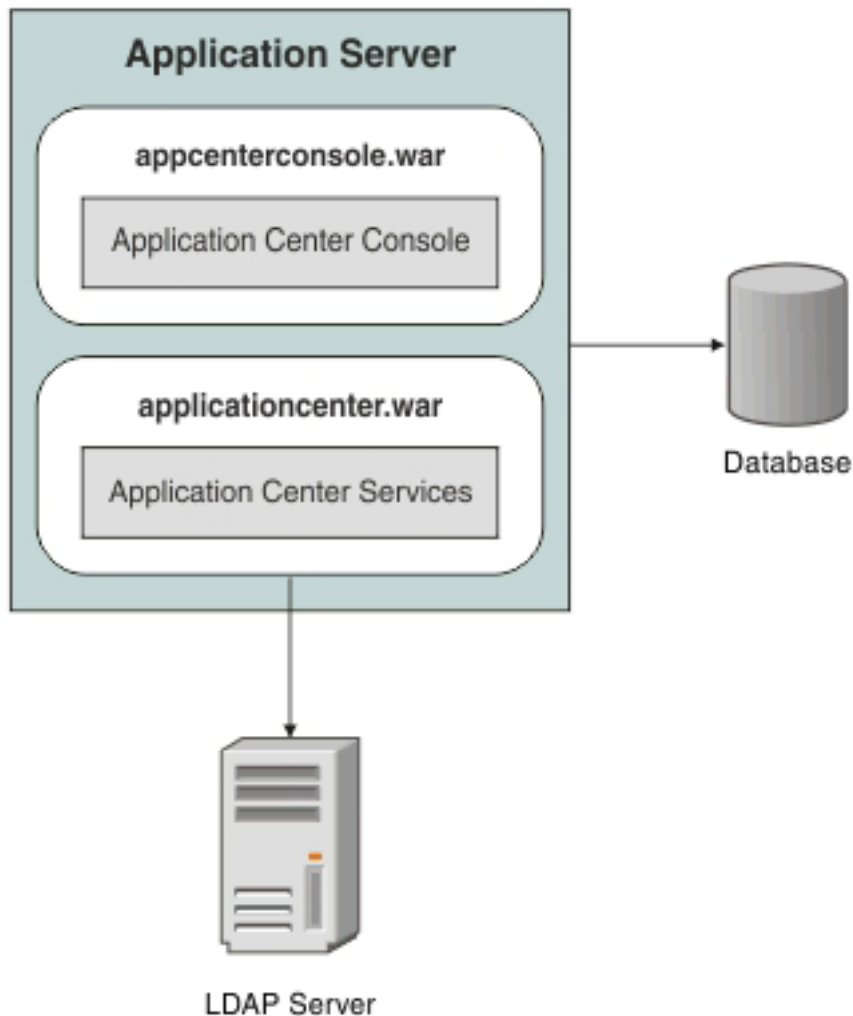 Application Server
appcenterconsole.war
Application Center Console
applicationcenter.war
Application Center Services
Database
LDAP Server